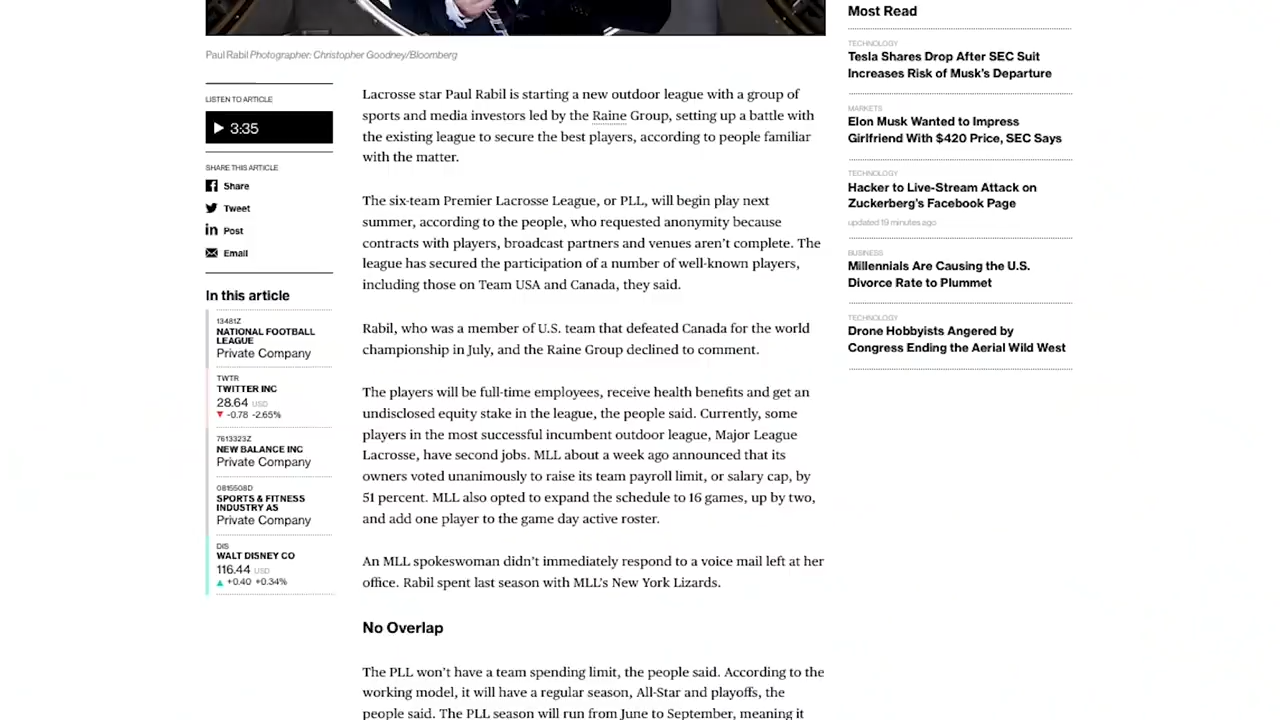 Paul Rabil Photographer: Christopher Goodney/Bloomberg
LISTEN TO ARTICLE
3:35
SHARE THIS ARTICLE
Share
Tweet
Post
Email
In this article
13481Z
NATIONAL FOOTBALL
LEAGUE
Private Company
TWTR
TWITTER INC
28.64 USD
-0.78 -2.65%
7613323Z
NEW BALANCE INC
Private Company
0815508D
SPORTS & FITNESS
INDUSTRY AS
Private Company
DIS
WALT DISNEY CO
116.44 USD
+0.40 +0.34%
Lacrosse star Paul Rabil is starting a new outdoor league with a group of
sports and media investors led by the Raine Group, setting up a battle with
the existing league to secure the best players, according to people familiar
with the matter.
The six-team Premier Lacrosse League, or PLL, will begin play next
summer, according to the people, who requested anonymity because
contracts with players, broadcast partners and venues aren’t complete. The
league has secured the participation of a number of well-known players,
including those on Team USA and Canada, they said.
Rabil, who was a member of U.S. team that defeated Canada for the world
championship in July, and the Raine Group declined to comment.
The players will be full-time employees, receive health benefits and get an
undisclosed equity stake in the league, the people said. Currently, some
players in the most successful incumbent outdoor league, Major League
Lacrosse, have second jobs. MLL about a week ago announced that its
owners voted unanimously to raise its team payroll limit, or salary cap, by
51 percent. MLL also opted to expand the schedule to 16 games, up by two,
and add one player to the game day active roster.
An MLL spokeswoman didn’t immediately respond to a voice mail left at her
office. Rabil spent last season with MLL’s New York Lizards.
No Overlap
The PLL won’t have a team spending limit, the people said. According to the
working model, it will have a regular season, All-Star and playoffs, the
people said. The PLL season will run from June to September, meaning it
Most Read
TECHNOLOGY
Tesla Shares Drop After SEC Suit
Increases Risk of Musk’s Departure
MARKETS
Elon Musk Wanted to Impress
Girlfriend With $420 Price, SEC Says
TECHNOLOGY
Hacker to Live-Stream Attack on
Zuckerberg’s Facebook Page
updated 19 minutes ago
BUSINESS
Millennials Are Causing the U.S.
Divorce Rate to Plummet
TECHNOLOGY
Drone Hobbyists Angered by
Congress Ending the Aerial Wild West